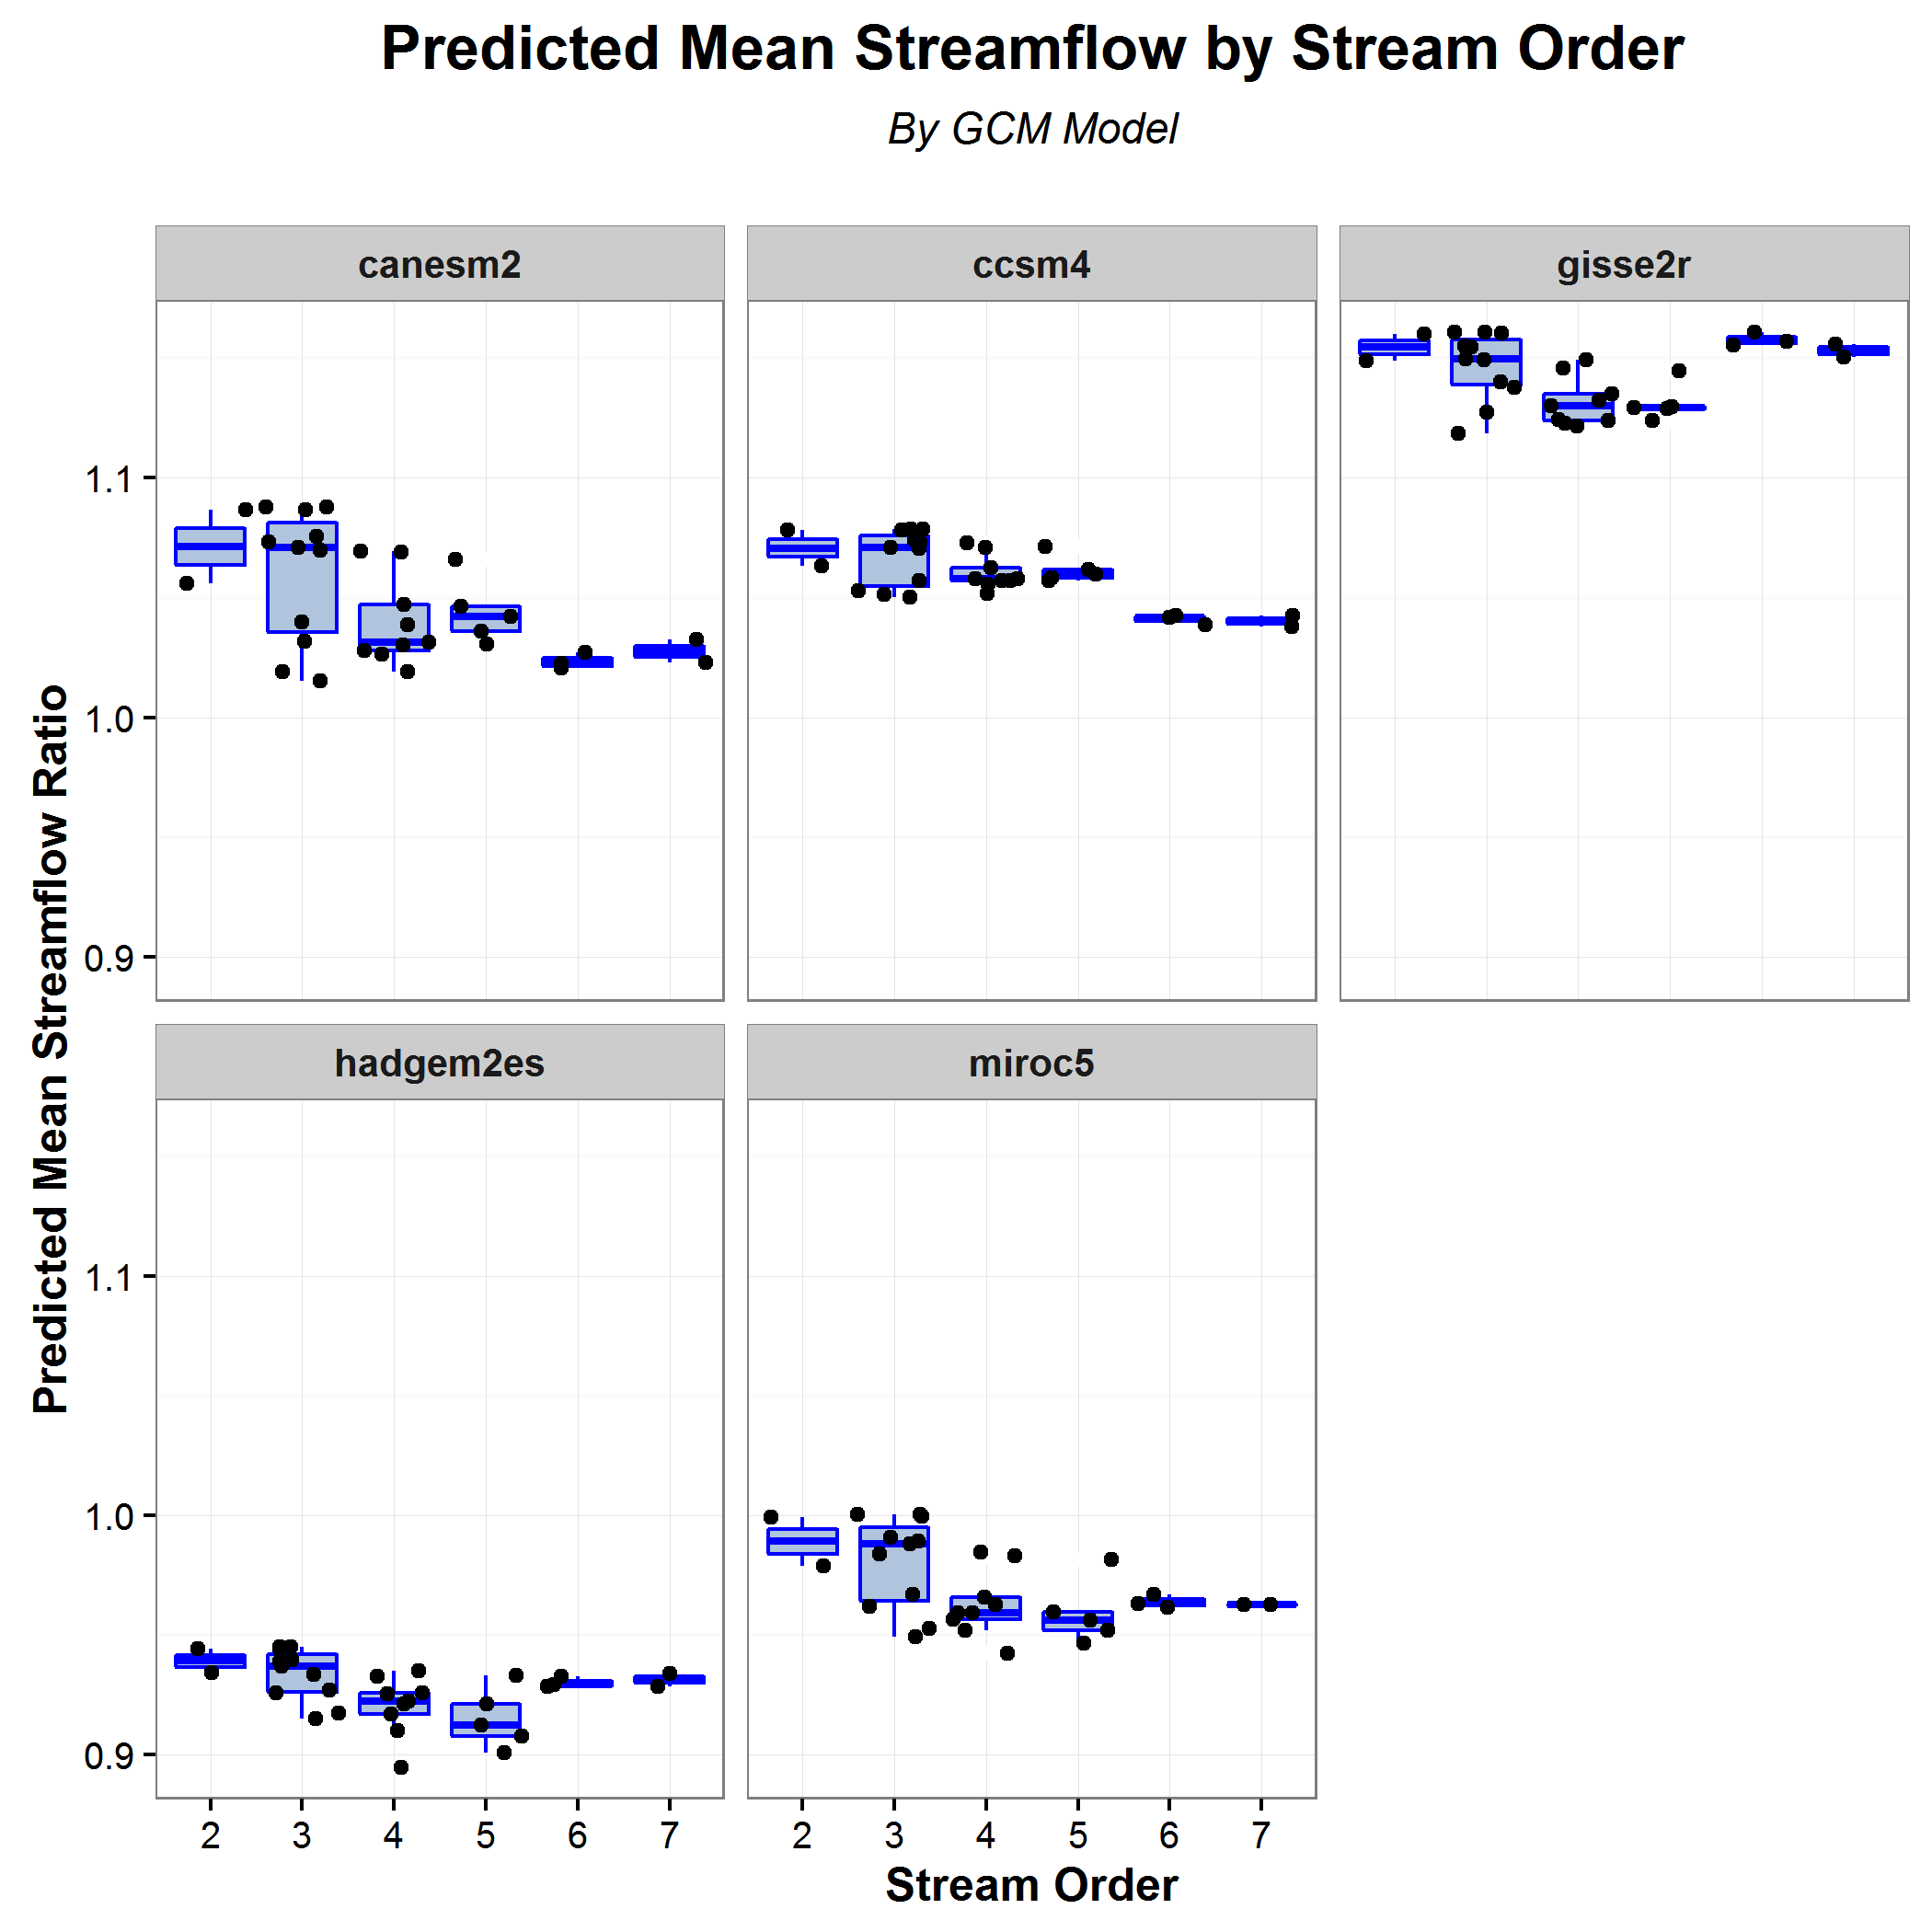 Predicted Mean Streamflow by Stream Order
By GCM Model
canesm2
ccsm4
gisse2r
1.1
1.0
0.9
Predicted Mean Streamflow Ratio
hadgem2es
miroc5
1.1
1.0
0.9
2 3 4 5 6 7
2 3 4 5 6 7
Stream Order